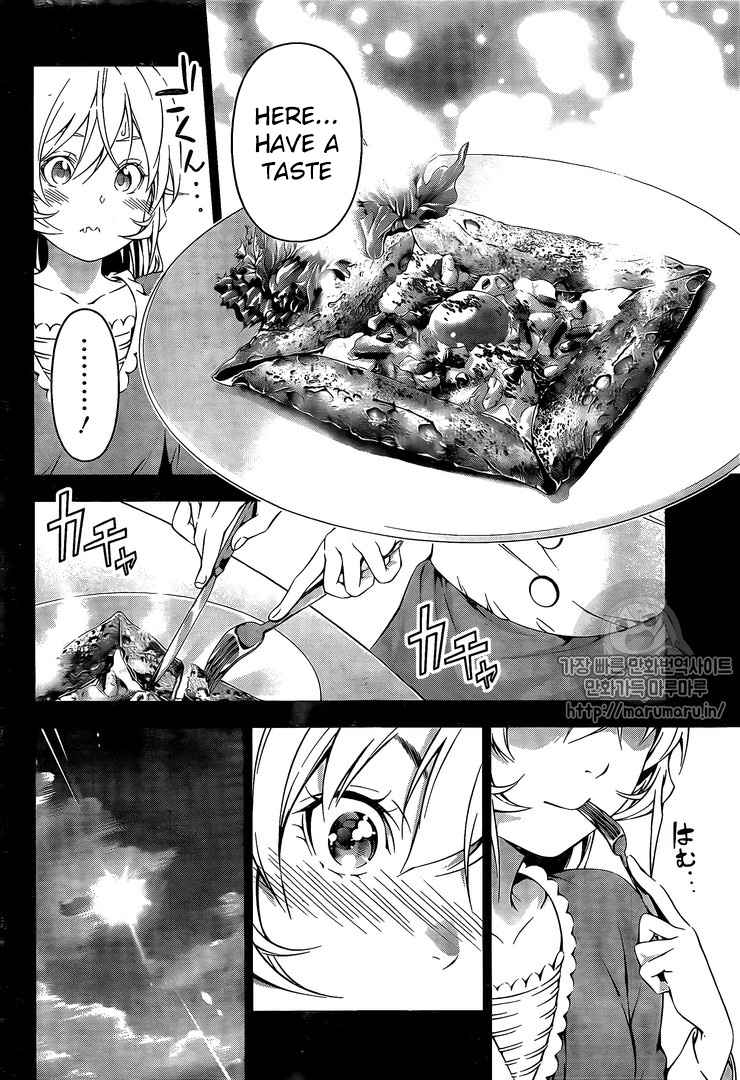 HERE...
HAVE A
TASTE
ごくん…
………!
カチャ
カチャ
가장 빠른 만화번역사이트
만화가득 마루마루
http://marumaru.in/
はむ…